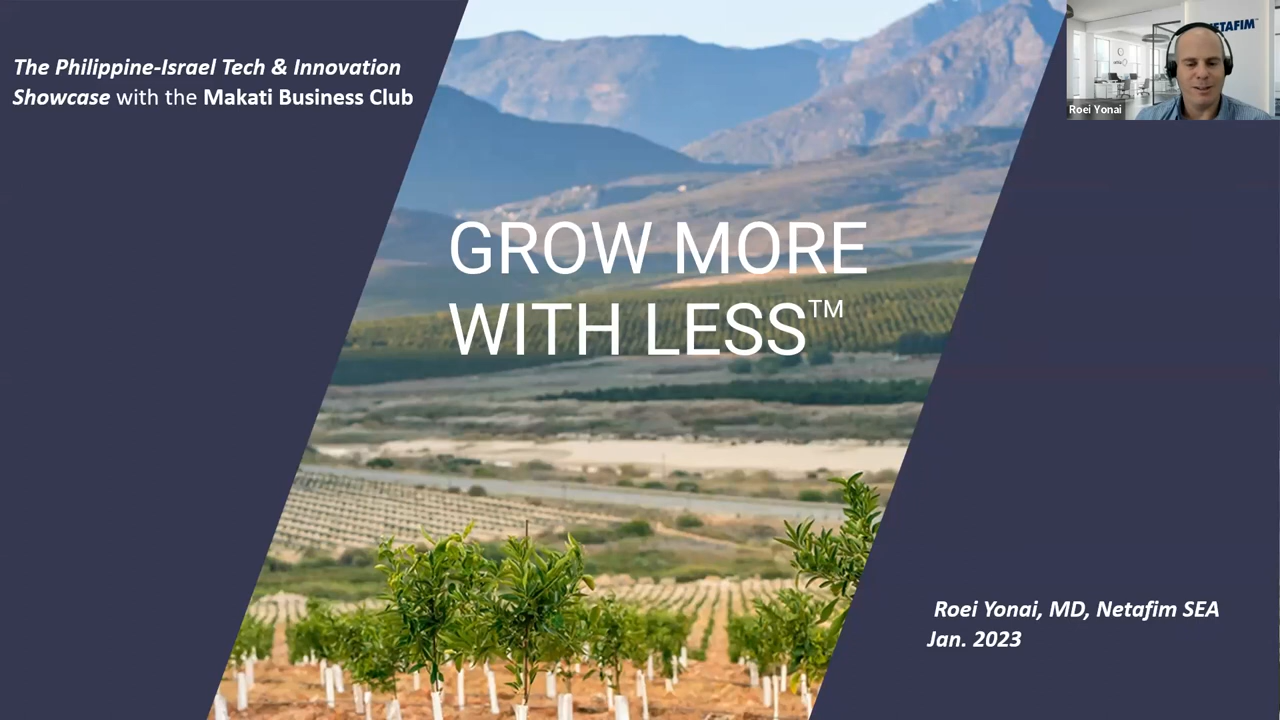 The Philippine-Israel Tech & Innovation
Showcase with the Makati Business Club
NETAFIM™
Roei Yonai
GROW MORE
WITH LESS™
Roei Yonai, MD, Netafim SEA
Jan. 2023